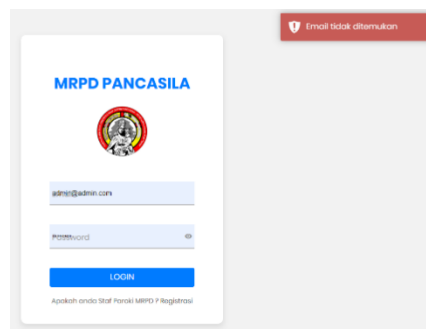 Email tidak ditemukan
MRPD PANCASILA
admin@admin.com
Password
LOGIN
Apakah anda Staf Paroki MRPD ? Registrasi